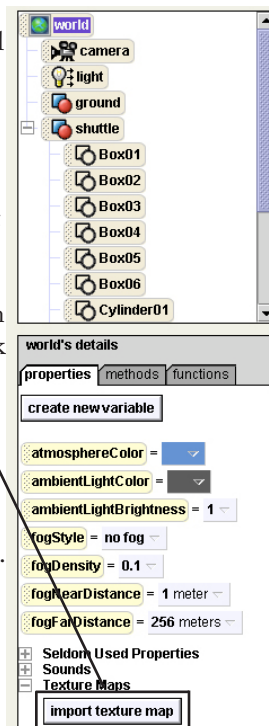 world
camera
light
ground
shuttle
Box01
Box02
Box03
Box04
Box05
Box06
Cylinder01
world's details
properties methods functions
create new variable
atmosphereColor =
ambientLightColor =
ambientLightBrightness = 1
fogStyle = no fog
fogDensity = 0.1
fogNearDistance = 1 meter
fogFarDistance = 256 meters
Seldom Used Properties
Sounds
Texture Maps
import texture map